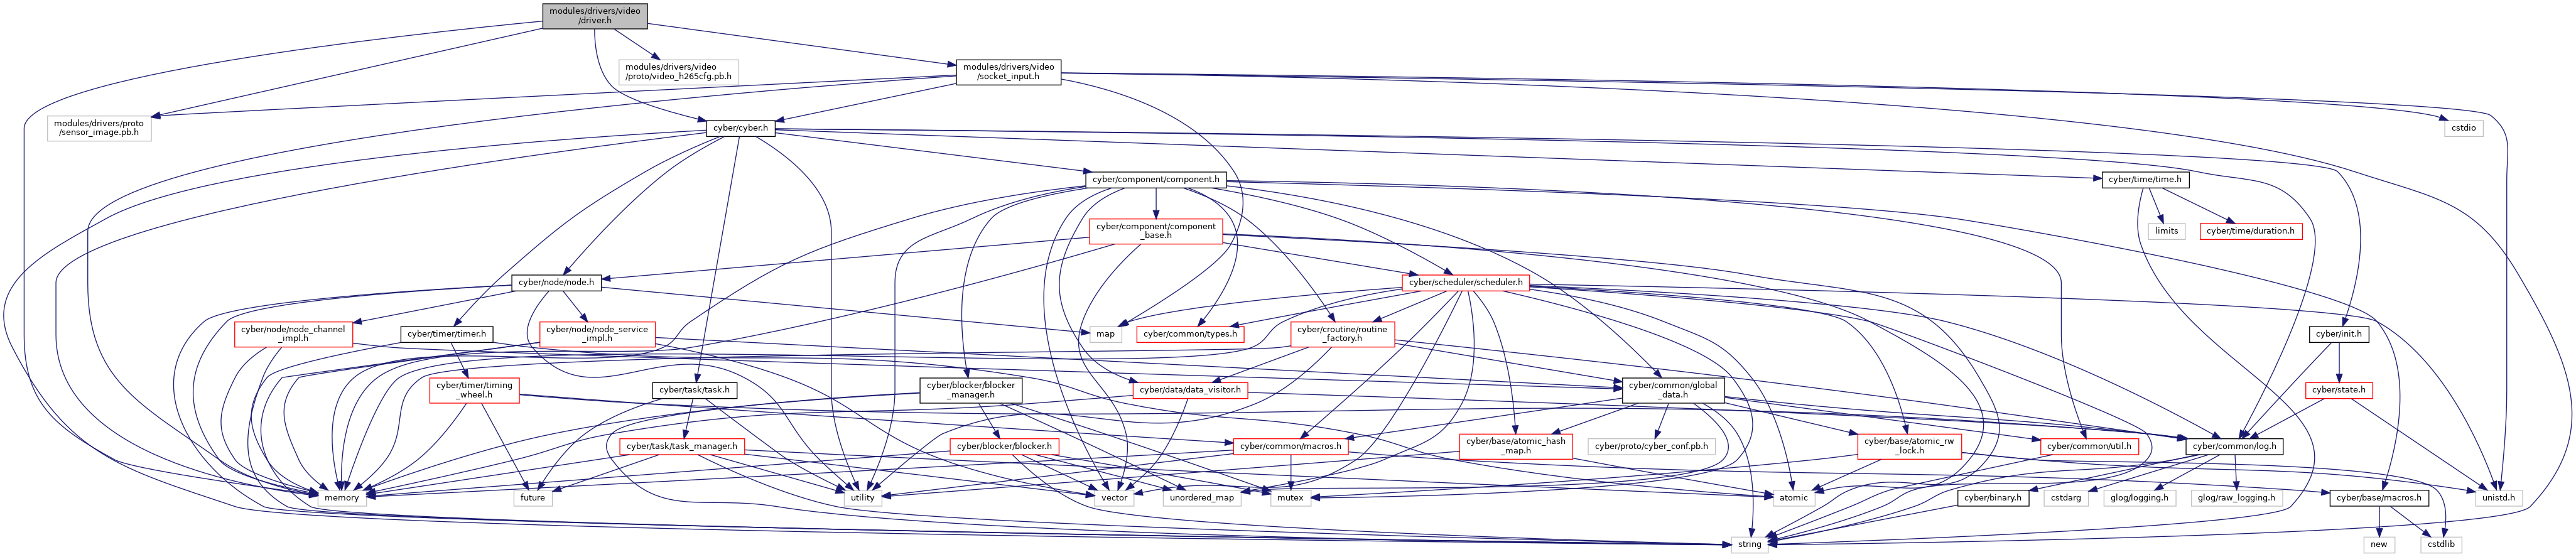 modules/drivers/video
/driver.h
modules/drivers/video
/proto/video_h265cfg.pb.h
modules/drivers/video
/socket_input.h
modules/drivers/proto
/sensor_image.pb.h
cyber/cyber.h
cstdio
cyber/component/component.h
cyber/time/time.h
cyber/component/component
_base.h
limits
cyber/time/duration.h
cyber/node/node.h
cyber/scheduler/scheduler.h
cyber/node/node_channel
_impl.h
cyber/timer/timer.h
cyber/node/node_service
_impl.h
map
cyber/common/types.h
cyber/croutine/routine
_factory.h
cyber/init.h
cyber/timer/timing
_wheel.h
cyber/task/task.h
cyber/blocker/blocker
_manager.h
cyber/data/data_visitor.h
cyber/common/global
_data.h
cyber/state.h
cyber/task/task_manager.h
cyber/blocker/blocker.h
cyber/common/macros.h
cyber/base/atomic_hash
_map.h
cyber/proto/cyber_conf.pb.h
cyber/base/atomic_rw
_lock.h
cyber/common/util.h
cyber/common/log.h
memory
future
utility
vector
unordered_map
mutex
atomic
cyber/binary.h
cstdarg
glog/logging.h
glog/raw_logging.h
cyber/base/macros.h
unistd.h
string
new
cstdlib